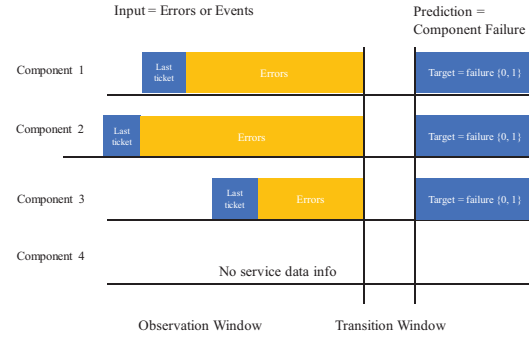 Input = Errors or Events
Prediction =
Component Failure
Component 1
Last
ticket
Errors
Target = failure {0, 1}
Component 2
Last
ticket
Errors
Target = failure {0, 1}
Component 3
Last
ticket
Errors
Target = failure {0, 1}
Component 4
No service data info
Observation Window
Transition Window